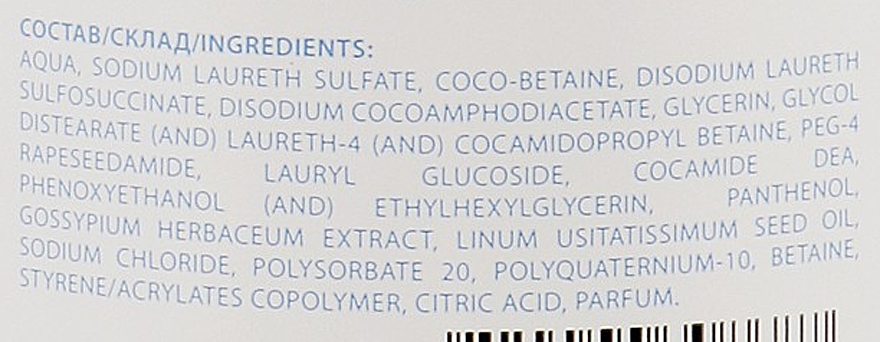 СОСТАВ/СКЛАД/INGREDIENTS:
AQUA, SODIUM LAURETH SULFATE, COCO-BETAINE, DISODIUM LAURETH
SULFOSUCCINATE, DISODIUM COCOAMPHODIACETATE, GLYCERIN, GLYCOL
DISTEARATE (AND) LAURETH-4 (AND) COCAMIDOPROPYL BETAINE, PEG-4
RAPESEEDAMIDE, LAURYL GLUCOSIDE, COCAMIDE DEA,
PHENOXYETHANOL (AND) ETHYLHEXYLGLYCERIN, PANTHENOL,
GOSSYPIUM HERBACEUM EXTRACT, LINUM USITATISSIMUM SEED OIL,
SODIUM CHLORIDE, POLYSORBATE 20, POLYQUATERNIUM-10, BETAINE,
STYRENE/ACRYLATES COPOLYMER, CITRIC ACID, PARFUM.